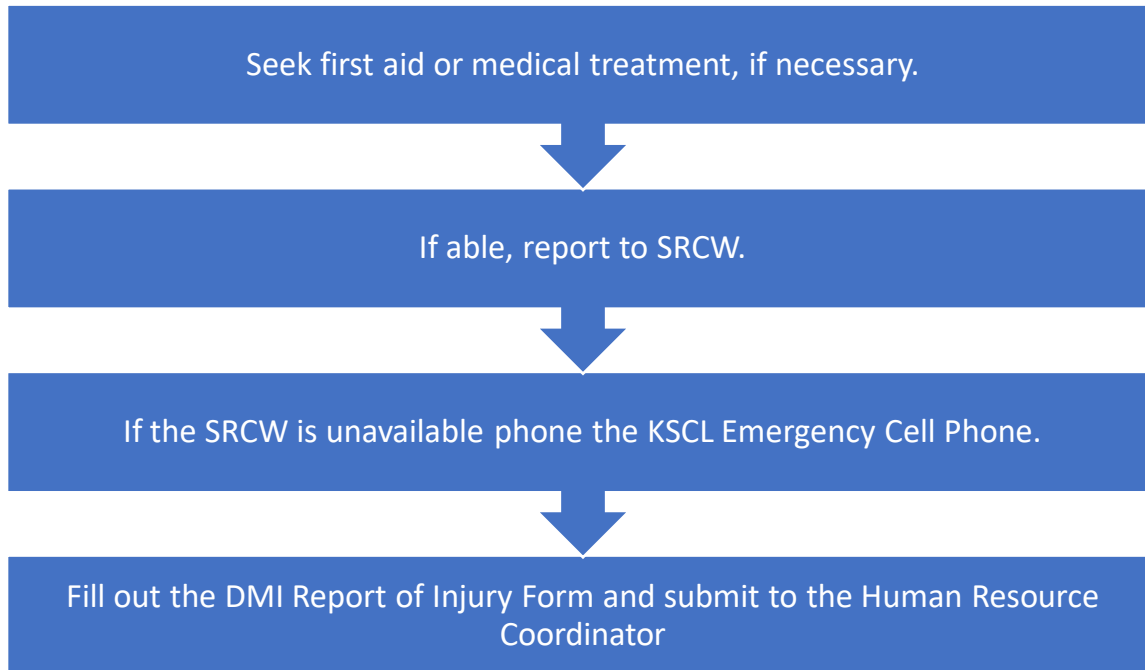 Seek first aid or medical treatment, if necessary.
If able, report to SRCW.
If the SRCW is unavailable phone the KSCL Emergency Cell Phone.
Fill out the DMI Report of Injury Form and submit to the Human Resource
Coordinator